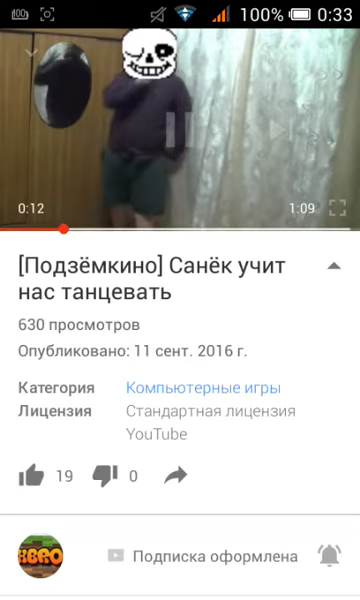 100% 0:33
0:12 1:09
[Подзёмкино] Санёк учит
нас танцевать
630 просмотров
Опубликовано: 11 сент. 2016 г.
Категория Компьютерные игры
Лицензия Стандартная лицензия
YouTube
19 0
Подписка оформлена